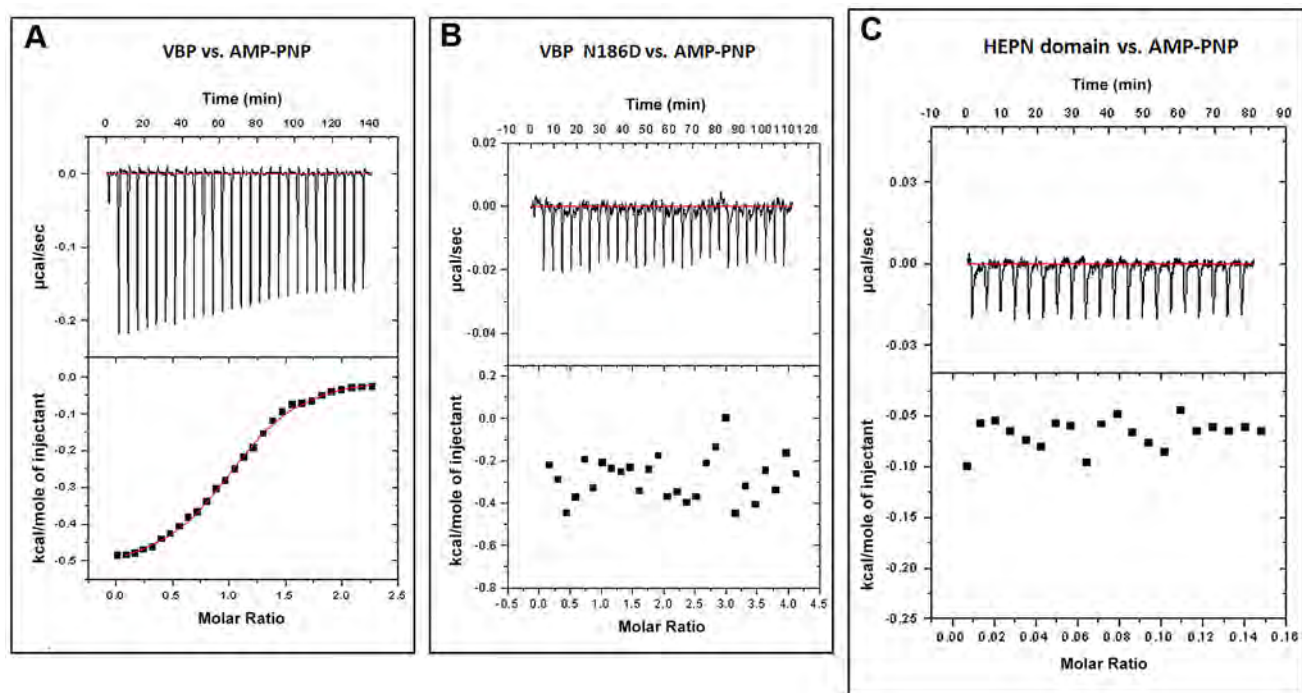 A
VBP vs. AMP-PNP
Time (min)
0 20 40 60 80 100 120 140
0.0
-0.1
-0.2
µcal/sec
0.0
-0.1
-0.2
-0.3
-0.4
-0.5
kcal/mole of injectant
0.0 0.5 1.0 1.5 2.0 2.5
Molar Ratio
B
VBP N186D vs. AMP-PNP
Time (min)
-10 0 10 20 30 40 50 60 70 80 90 100 110 120
0.02
0.00
-0.02
-0.04
µcal/sec
0.2
0.0
-0.2
-0.4
-0.6
-0.8
kcal/mole of injectant
-0.5 0.0 0.5 1.0 1.5 2.0 2.5 3.0 3.5 4.0 4.5
Molar Ratio
C
HEPN domain vs. AMP-PNP
Time (min)
-10 0 10 20 30 40 50 60 70 80 90
0.03
0.00
-0.03
µcal/sec
-0.05
-0.10
-0.15
-0.20
-0.25
kcal/mole of injectant
0.00 0.02 0.04 0.06 0.08 0.10 0.12 0.14 0.16
Molar Ratio